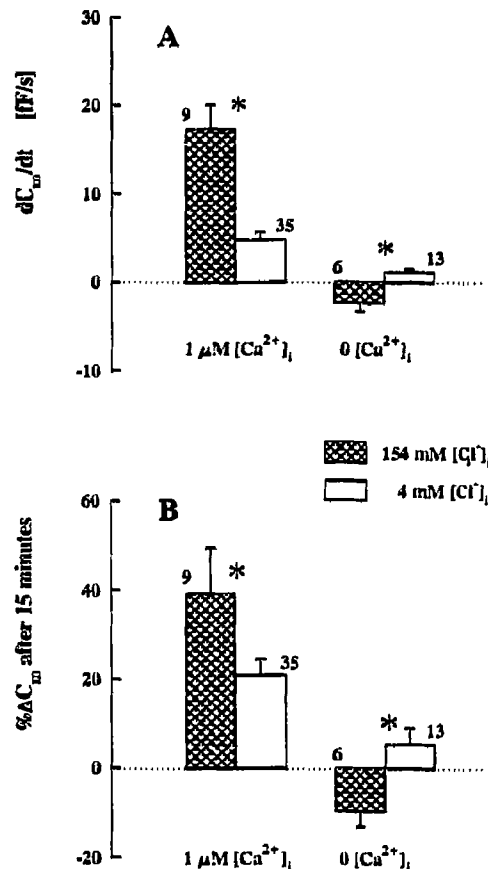 A
dCm/dt [fF/s]
30
20
10
0
-10
9
*
35
6
*
13
1 µM [Ca²⁺]ᵢ
0 [Ca²⁺]ᵢ
154 mM [Cl⁻]ᵢ
4 mM [Cl⁻]ᵢ
B
%ΔCm after 15 minutes
60
40
20
0
-20
9
*
35
6
*
13
1 µM [Ca²⁺]ᵢ
0 [Ca²⁺]ᵢ